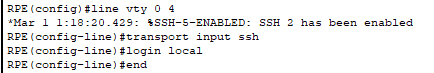 RPE(config)#line vty 0 4
*Mar 1 1:18:20.429: %SSH-5-ENABLED: SSH 2 has been enabled
RPE(config-line)#transport input ssh
RPE(config-line)#login local
RPE(config-line)#end